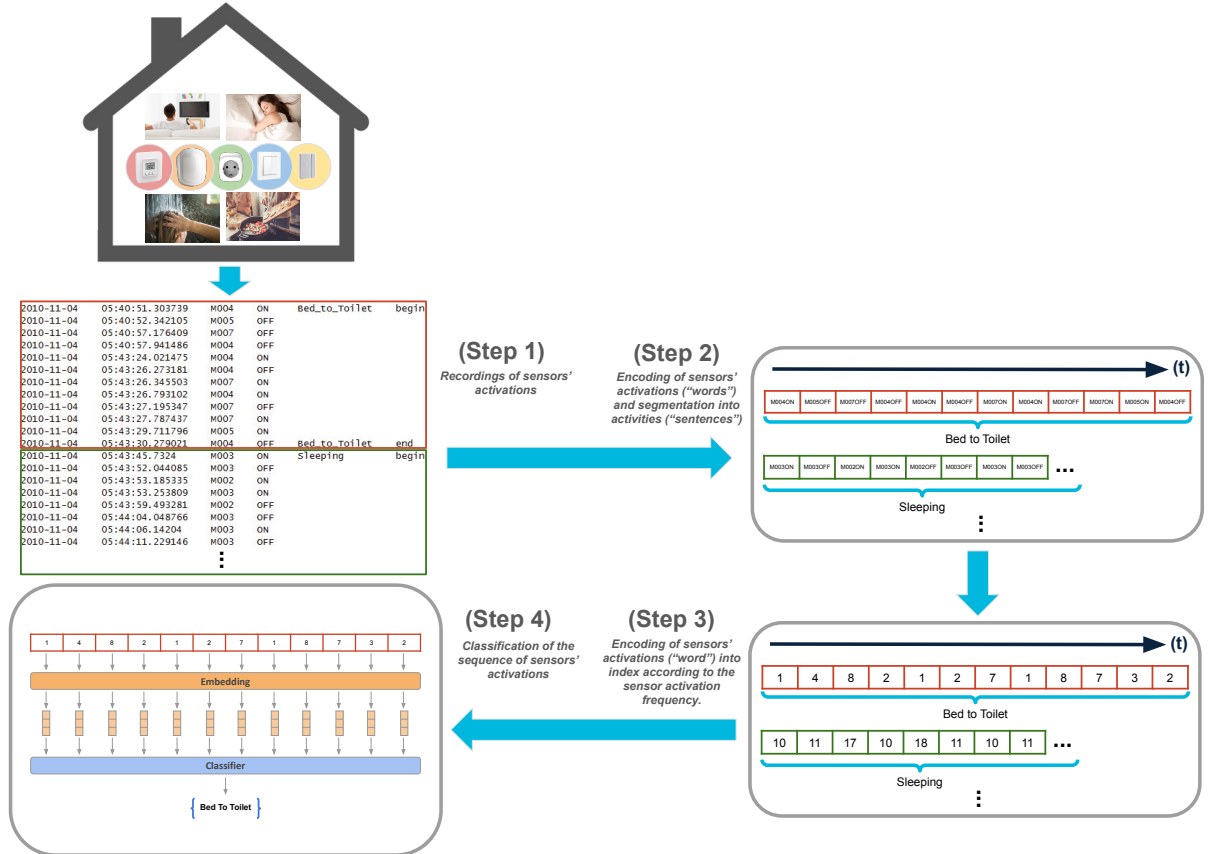 2010-11-04 05:40:51.303739 M004 ON Bed_to_Toilet begin
2010-11-04 05:40:52.342105 M005 OFF
2010-11-04 05:40:57.176409 M007 OFF
2010-11-04 05:40:57.941486 M004 OFF
2010-11-04 05:43:24.021475 M004 ON
2010-11-04 05:43:26.273181 M004 OFF
2010-11-04 05:43:26.345503 M007 ON
2010-11-04 05:43:26.793102 M004 ON
2010-11-04 05:43:27.195347 M007 OFF
2010-11-04 05:43:27.787437 M007 ON
2010-11-04 05:43:29.711796 M005 ON
2010-11-04 05:43:30.279021 M004 OFF Bed_to_Toilet end
2010-11-04 05:43:45.7324 M003 ON Sleeping begin
2010-11-04 05:43:52.044085 M003 OFF
2010-11-04 05:43:53.185335 M002 ON
2010-11-04 05:43:53.253809 M003 ON
2010-11-04 05:43:59.493281 M002 OFF
2010-11-04 05:44:04.048766 M003 OFF
2010-11-04 05:44:06.14204 M003 ON
2010-11-04 05:44:11.229146 M003 OFF
⋮
(Step 1)
Recordings of sensors'
activations
(Step 2)
Encoding of sensors'
activations ("words")
and segmentation into
activities ("sentences")
(t)
M004ON M005OFF M007OFF M004OFF M004ON M004OFF M007ON M004ON M007OFF M007ON M005ON M004OFF
Bed to Toilet
M003ON M003OFF M002ON M003ON M002OFF M003OFF M003ON M003OFF ...
Sleeping
⋮
(Step 3)
Encoding of sensors'
activations ("word") into
index according to the
sensor activation
frequency.
(t)
1 4 8 2 1 2 7 1 8 7 3 2
Bed to Toilet
10 11 17 10 18 11 10 11 ...
Sleeping
⋮
(Step 4)
Classification of the
sequence of sensors'
activations
1 4 8 2 1 2 7 1 8 7 3 2
Embedding
Classifier
{ Bed To Toilet }